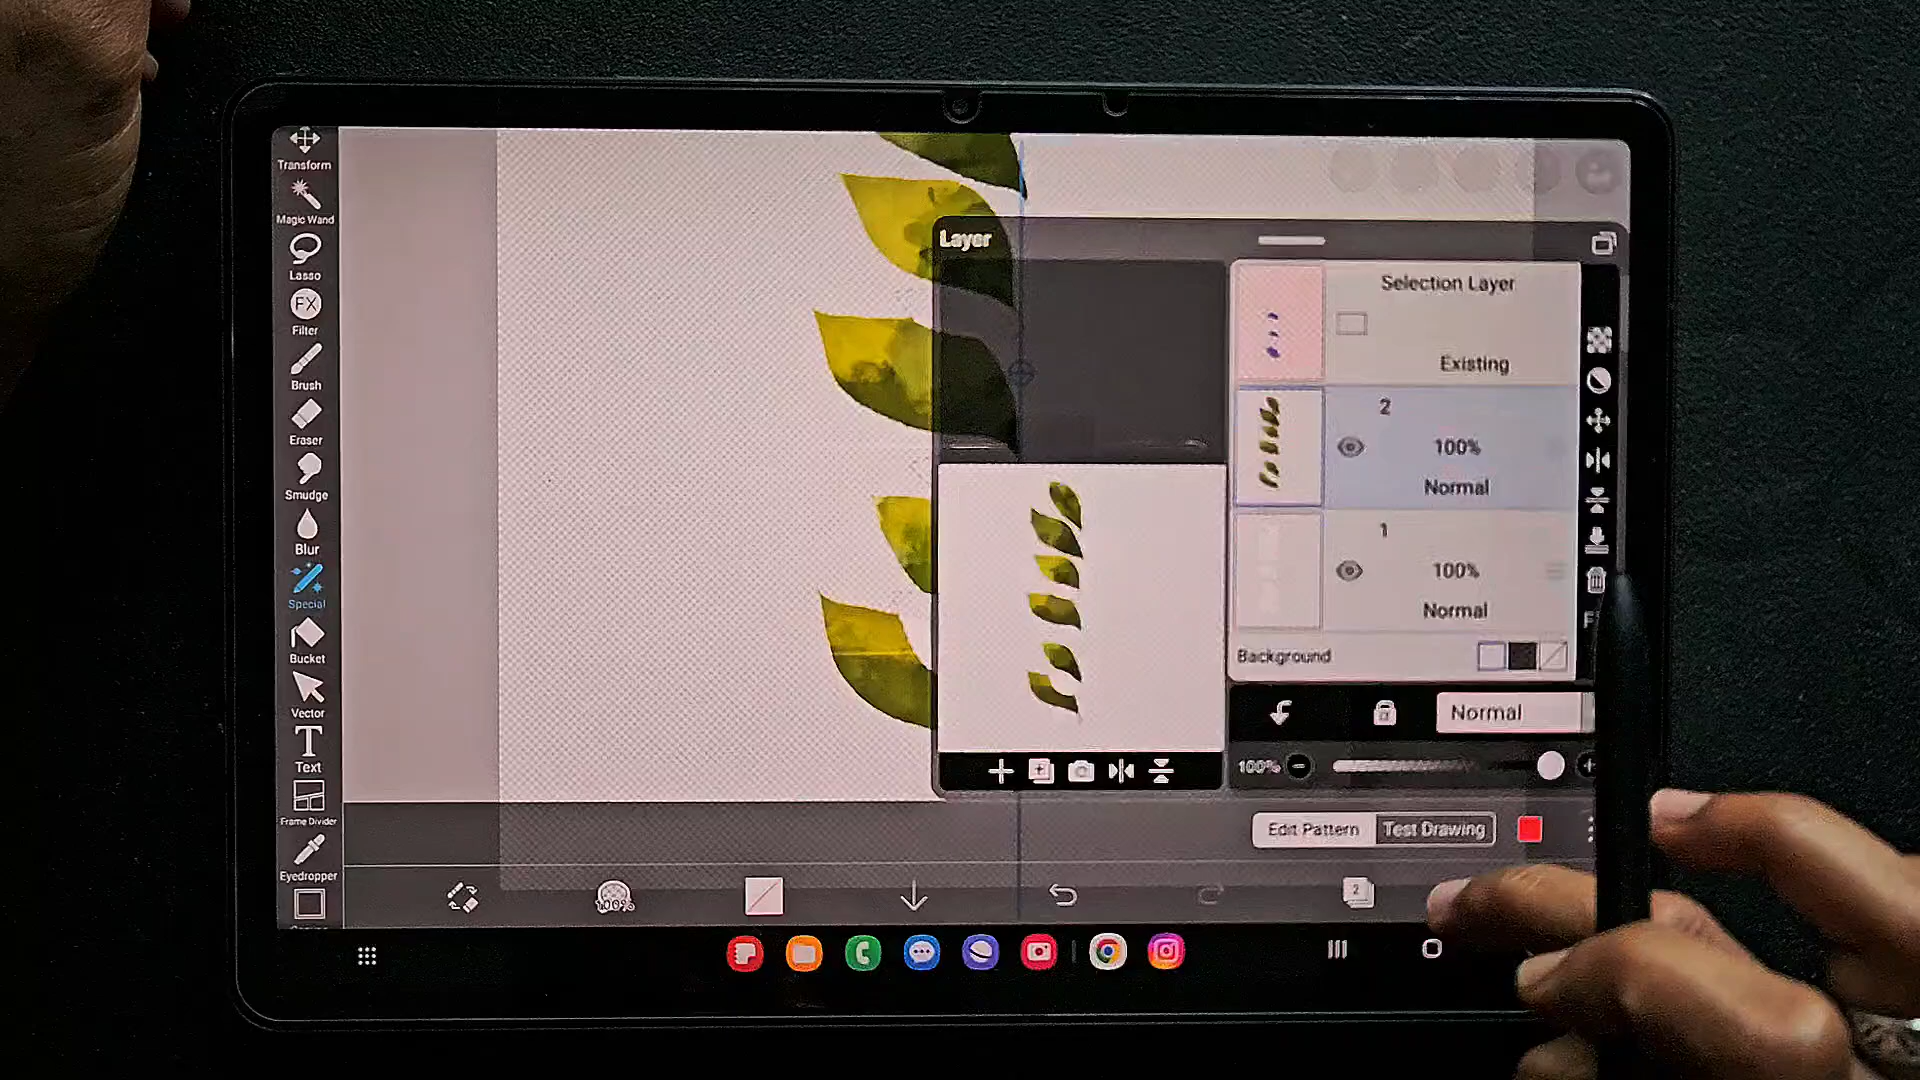 Transform
Magic Wand
Lasso
FX
Filter
Brush
Eraser
Smudge
Blur
Special
Bucket
Vector
Text
Frame Divider
Eyedropper
Layer
Selection Layer
Existing
2
100%
Normal
1
100%
Normal
Background
Normal
100%
Edit Pattern
Test Drawing
100%
2